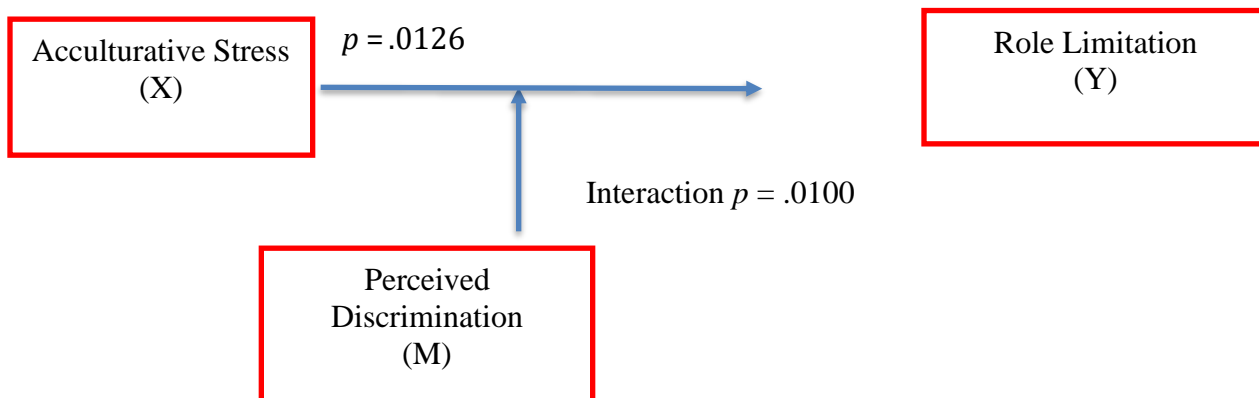 Acculturative Stress
(X)
p = .0126
Role Limitation
(Y)
Interaction p = .0100
Perceived
Discrimination
(M)